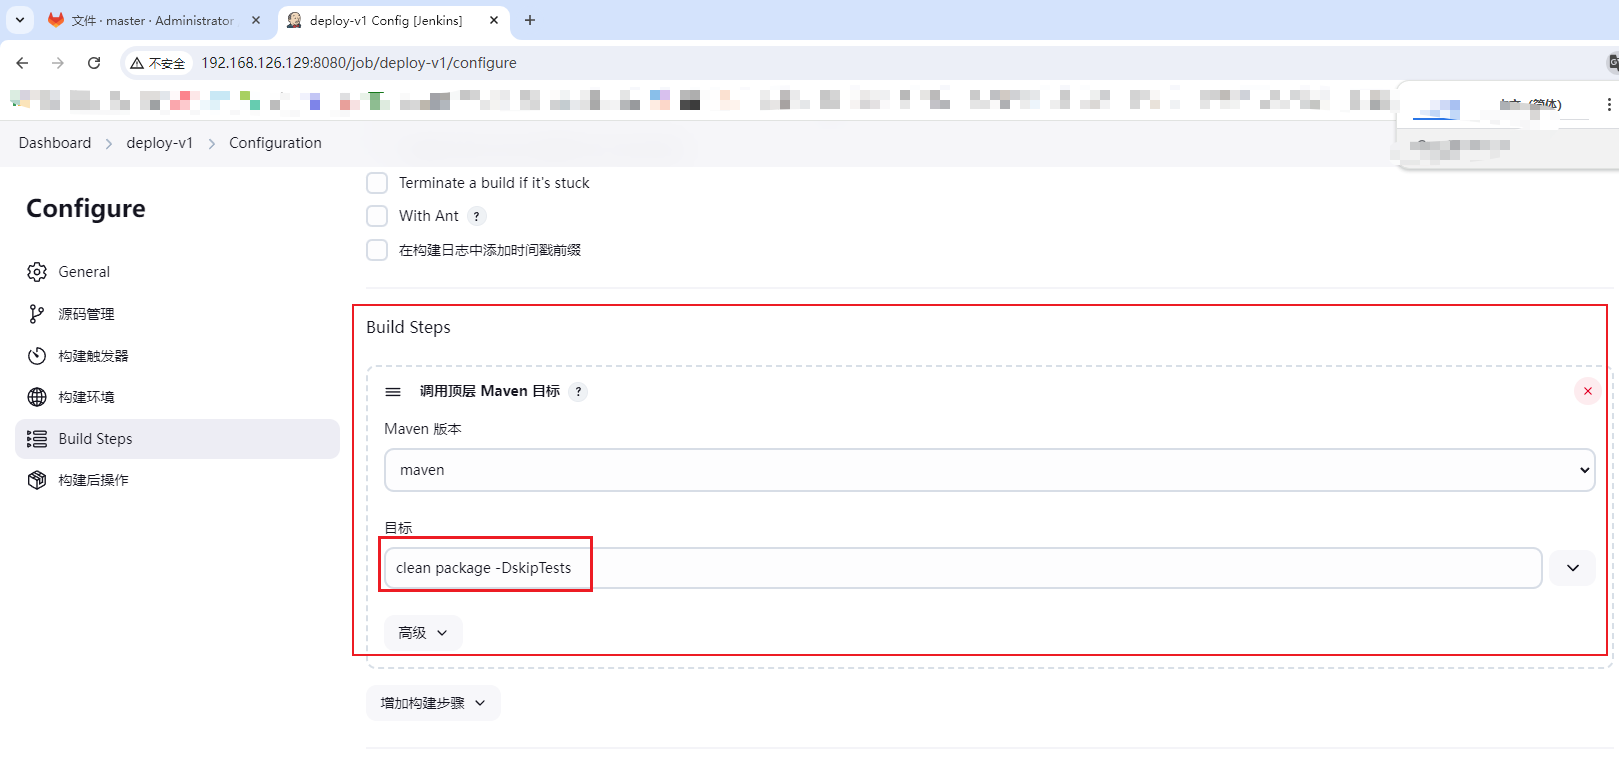 文件 · master · Administrator
deploy-v1 Config [Jenkins]
不安全
192.168.126.129:8080/job/deploy-v1/configure
(简体)
Dashboard
deploy-v1
Configuration
Configure
General
源码管理
构建触发器
构建环境
Build Steps
构建后操作
Terminate a build if it's stuck
With Ant ?
在构建日志中添加时间戳前缀
Build Steps
调用顶层 Maven 目标 ?
Maven 版本
maven
目标
clean package -DskipTests
高级
增加构建步骤